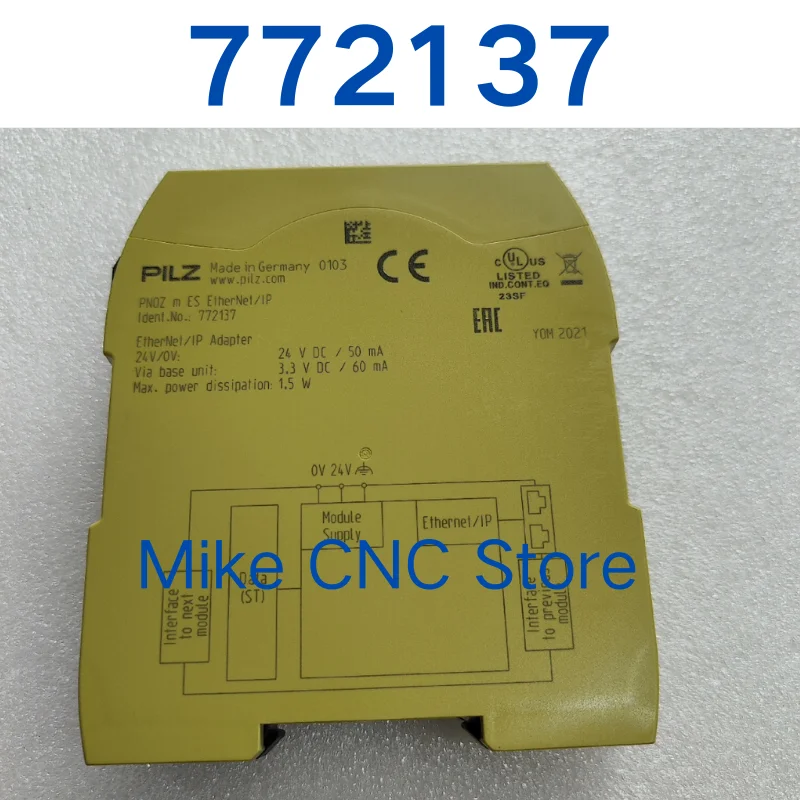 772137
PILZ Made in Germany 0103
www.pilz.com
CE
C UL US
LISTED
IND.CONT.EQ
23SF
PNOZ m ES EtherNet/IP
Ident.No.: 772137
EAC
YOM 2021
EtherNet/IP Adapter
24V/0V: 24 V DC / 50 mA
Via base unit: 3.3 V DC / 60 mA
Max. power dissipation: 1.5 W
0V 24V
Module
Supply
Ethernet/IP
Mike CNC Store
Data
(ST)
Interface
to next
module
Interface
to previous
module